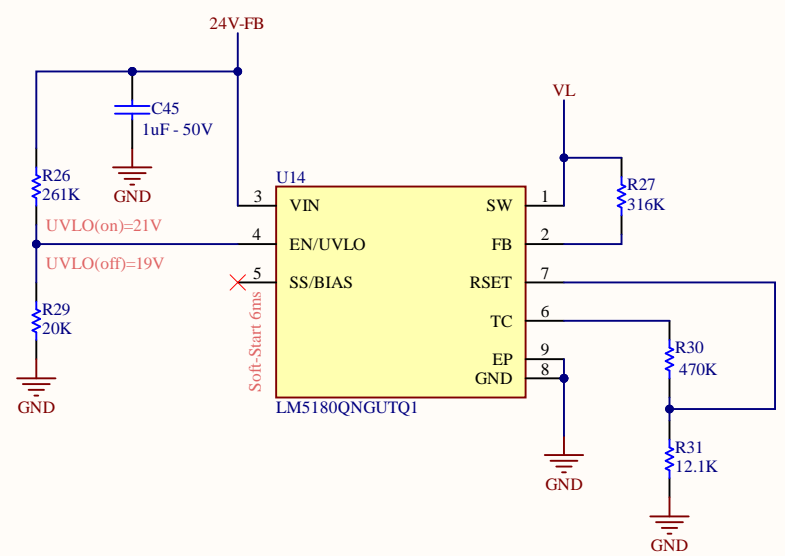 24V-FB
C45
1uF - 50V
GND
R26
261K
UVLO(on)=21V
UVLO(off)=19V
R29
20K
GND
U14
3 VIN
4 EN/UVLO
5 SS/BIAS
Soft-Start 6ms
SW 1
FB 2
RSET 7
TC 6
EP 9
GND 8
LM5180QNGUTQ1
VL
R27
316K
R30
470K
R31
12.1K
GND
GND